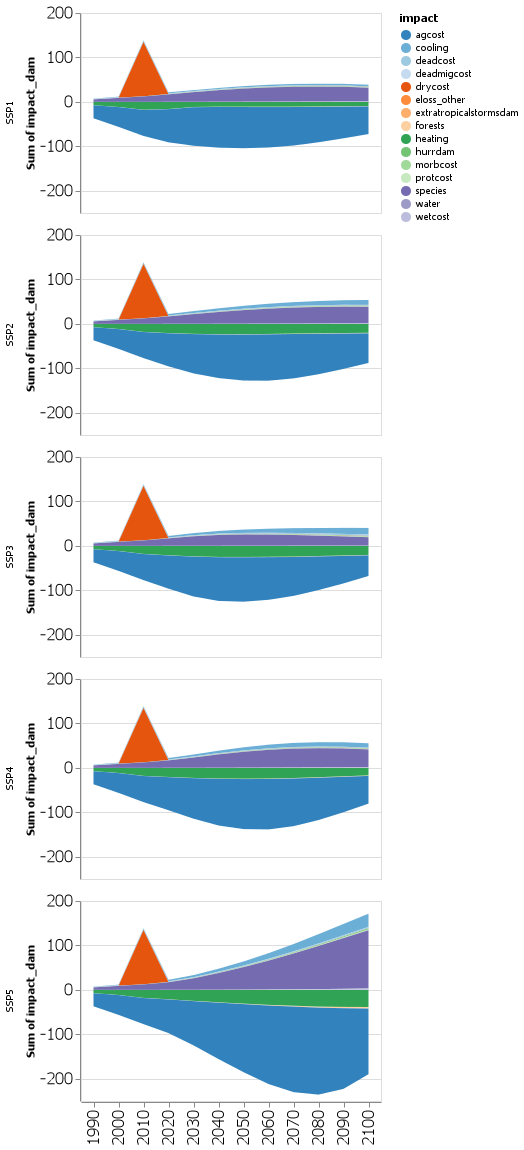 impact
agcost
cooling
deadcost
deadmigcost
drycost
eloss_other
extratropicalstormsdam
forests
heating
hurrdam
morbcost
protcost
species
water
wetcost
SSP1
Sum of impact_dam
200
100
0
-100
-200
SSP2
Sum of impact_dam
200
100
0
-100
-200
SSP3
Sum of impact_dam
200
100
0
-100
-200
SSP4
Sum of impact_dam
200
100
0
-100
-200
SSP5
Sum of impact_dam
200
100
0
-100
-200
1990
2000
2010
2020
2030
2040
2050
2060
2070
2080
2090
2100